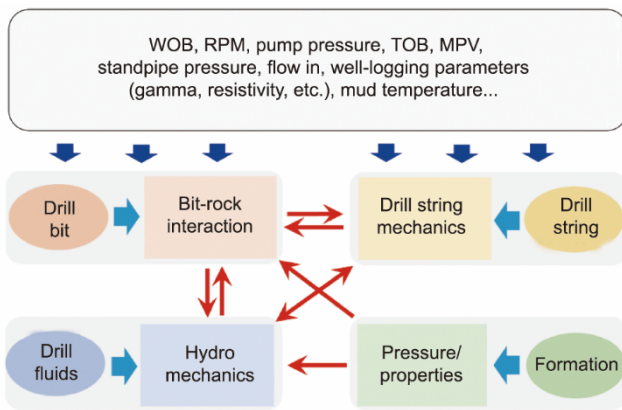 WOB, RPM, pump pressure, TOB, MPV,
standpipe pressure, flow in, well-logging parameters
(gamma, resistivity, etc.), mud temperature...
Drill
bit
Bit-rock
interaction
Drill string
mechanics
Drill
string
Drill
fluids
Hydro
mechanics
Pressure/
properties
Formation